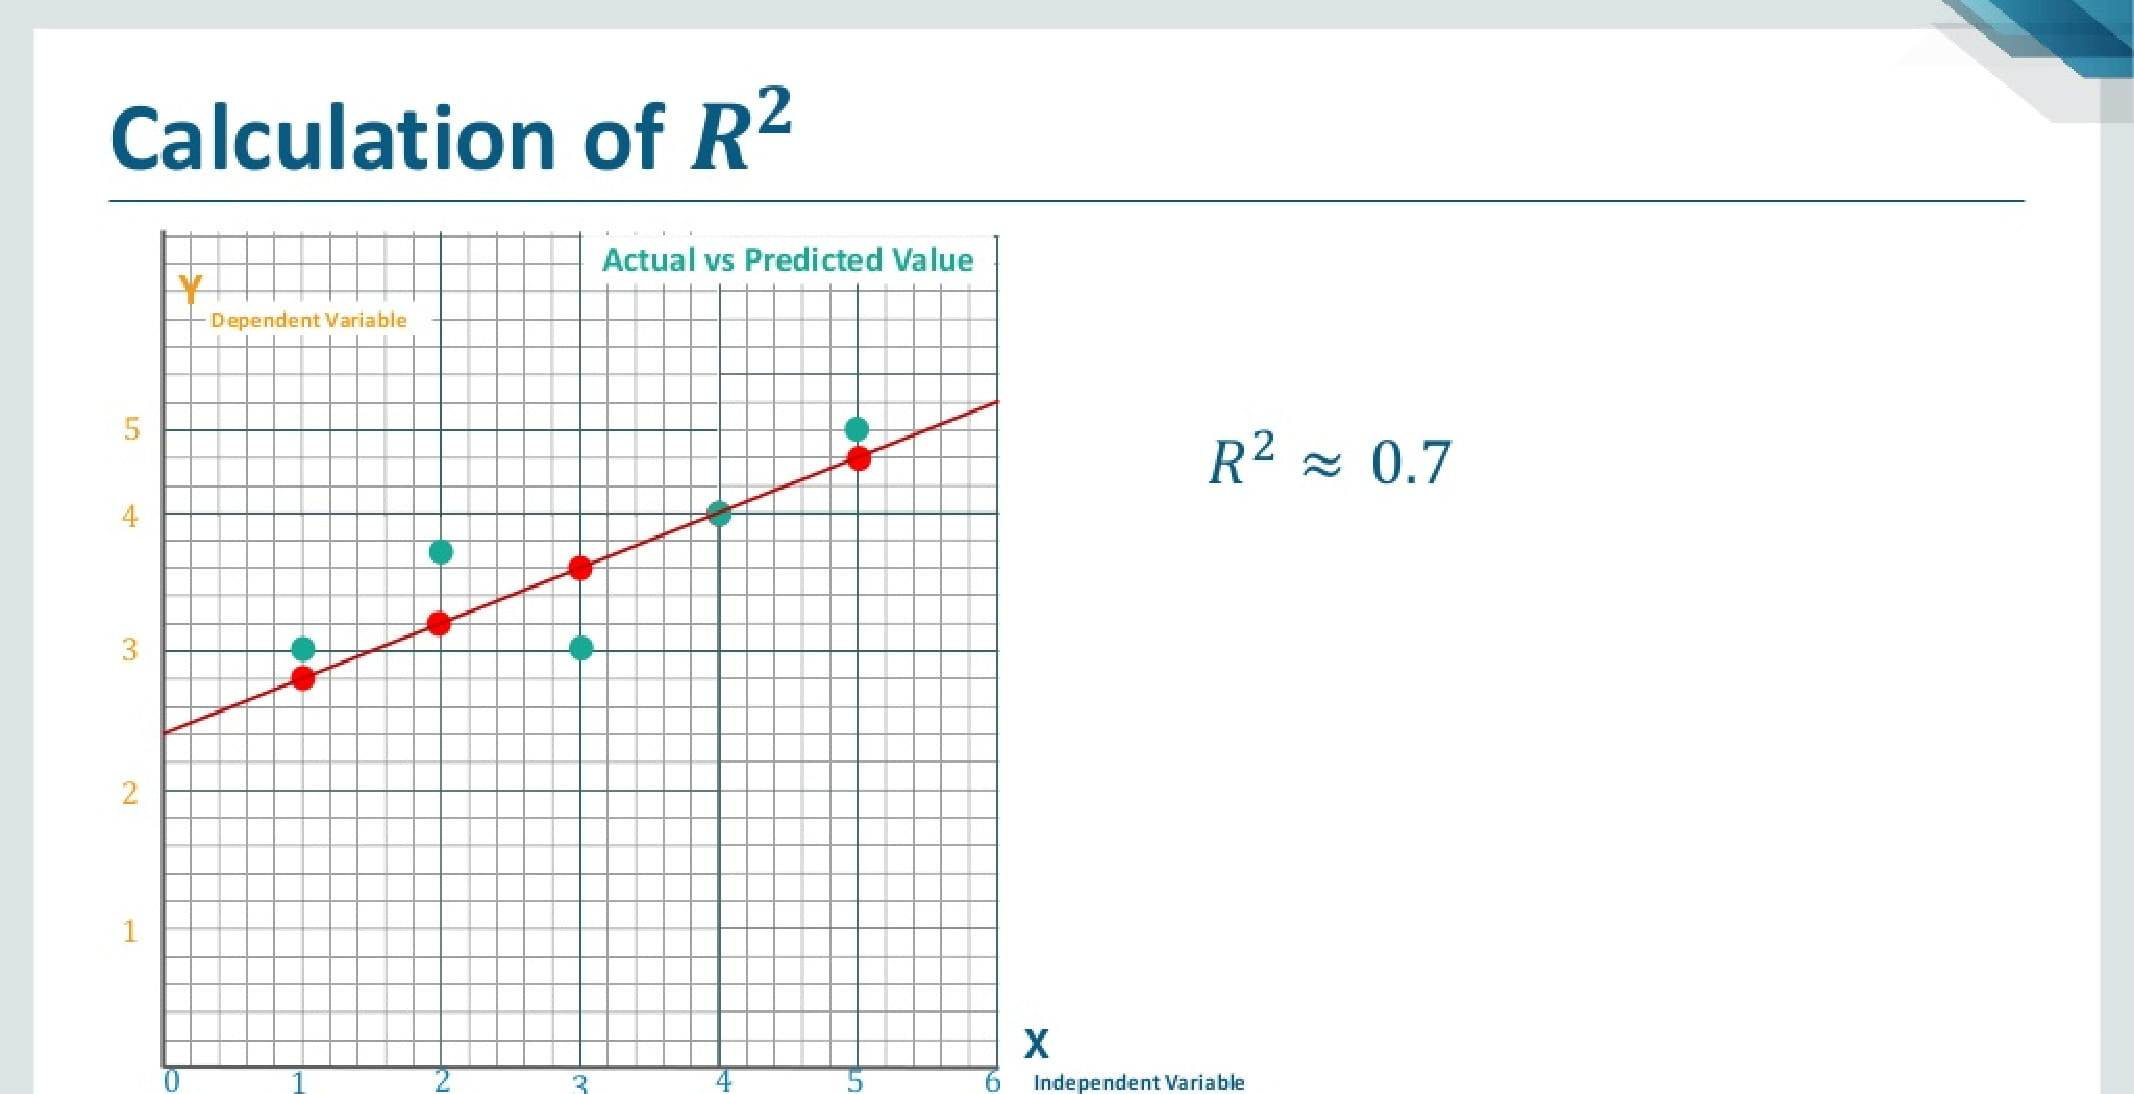 Calculation of R²
Actual vs Predicted Value
Y
Dependent Variable
5
4
3
2
1
R² ≈ 0.7
X
0 1 2 3 4 5 6
Independent Variable